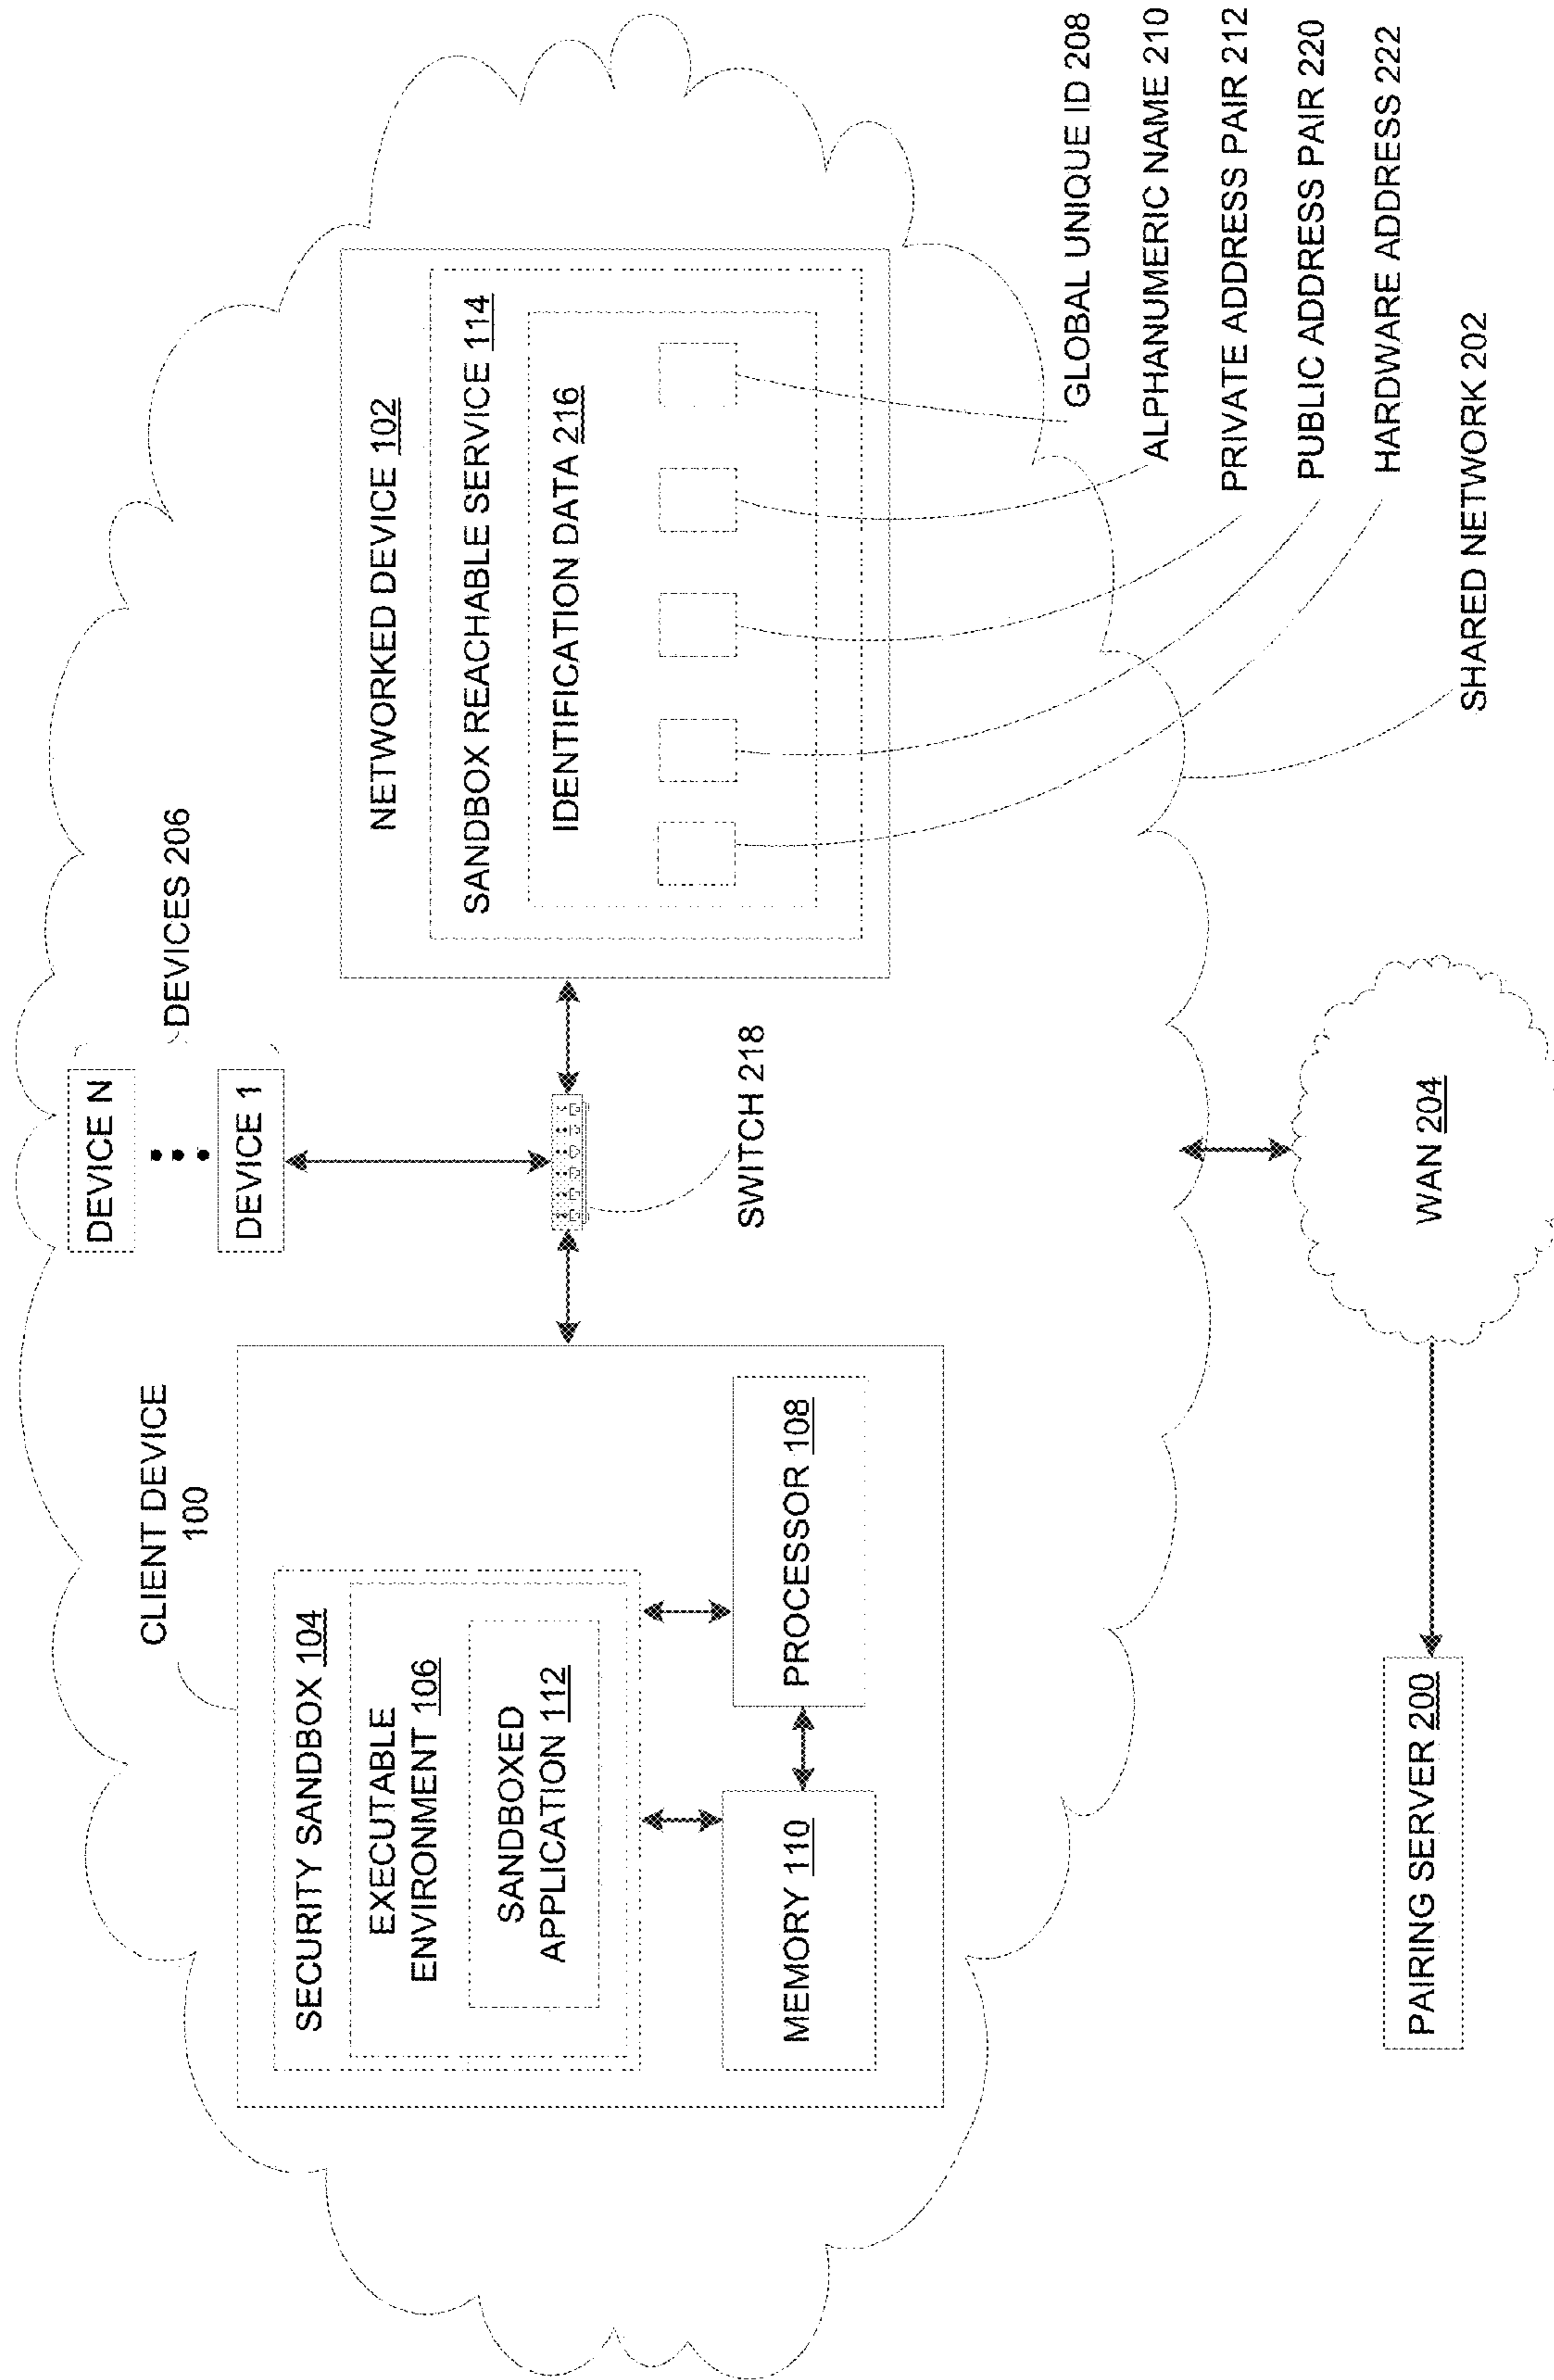 DEVICE N
DEVICE 1
DEVICES 206
CLIENT DEVICE
100
SECURITY SANDBOX 104
EXECUTABLE
ENVIRONMENT 106
SANDBOXED
APPLICATION 112
MEMORY 110
PROCESSOR 108
SWITCH 218
NETWORKED DEVICE 102
SANDBOX REACHABLE SERVICE 114
IDENTIFICATION DATA 216
GLOBAL UNIQUE ID 208
ALPHANUMERIC NAME 210
PRIVATE ADDRESS PAIR 212
PUBLIC ADDRESS PAIR 220
HARDWARE ADDRESS 222
SHARED NETWORK 202
PAIRING SERVER 200
WAN 204